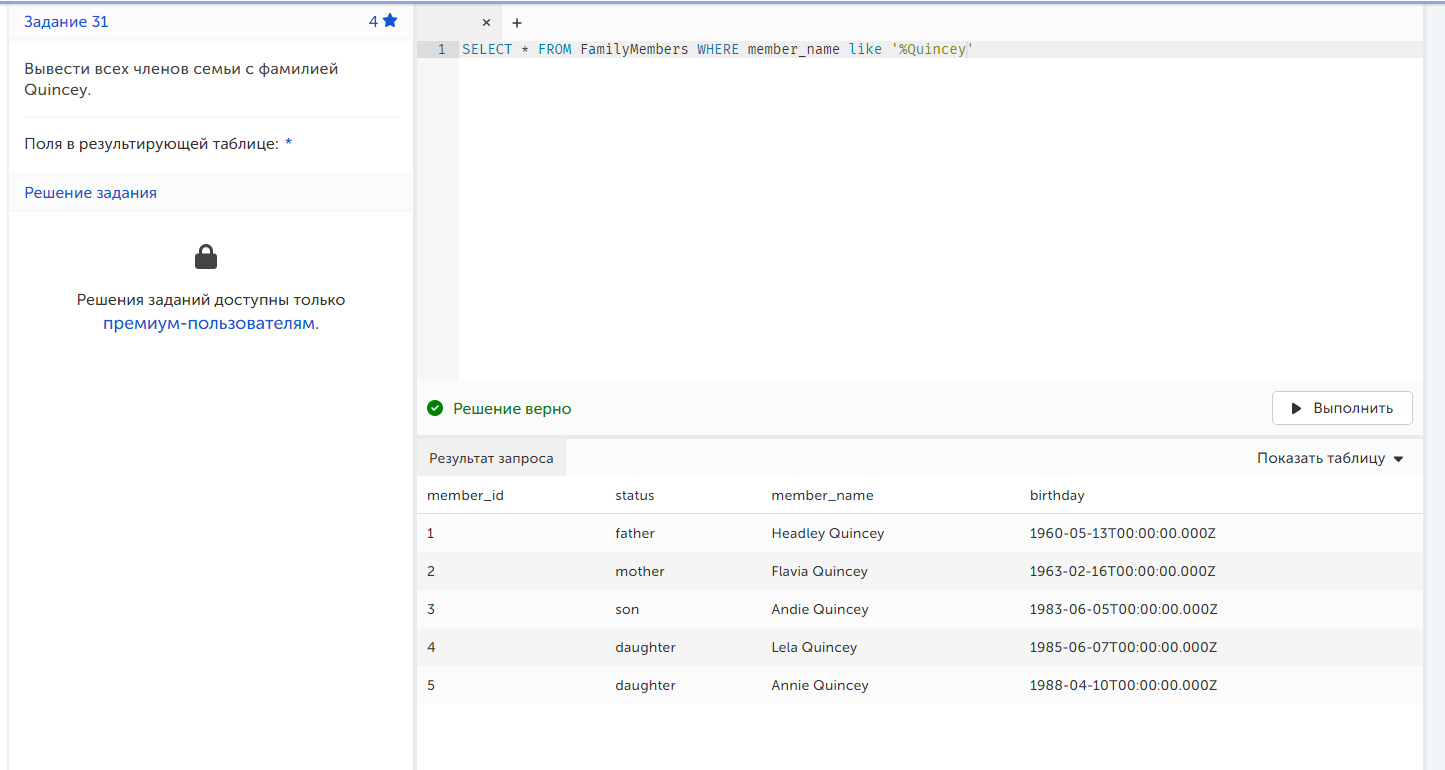 Задание 31
4
Вывести всех членов семьи с фамилией
Quincey.
Поля в результирующей таблице: *
Решение задания
Решения заданий доступны только
премиум-пользователям.
× +
1 SELECT * FROM FamilyMembers WHERE member_name like '%Quincey'
Решение верно
Выполнить
Результат запроса
Показать таблицу
member_id status member_name birthday
1 father Headley Quincey 1960-05-13T00:00:00.000Z
2 mother Flavia Quincey 1963-02-16T00:00:00.000Z
3 son Andie Quincey 1983-06-05T00:00:00.000Z
4 daughter Lela Quincey 1985-06-07T00:00:00.000Z
5 daughter Annie Quincey 1988-04-10T00:00:00.000Z